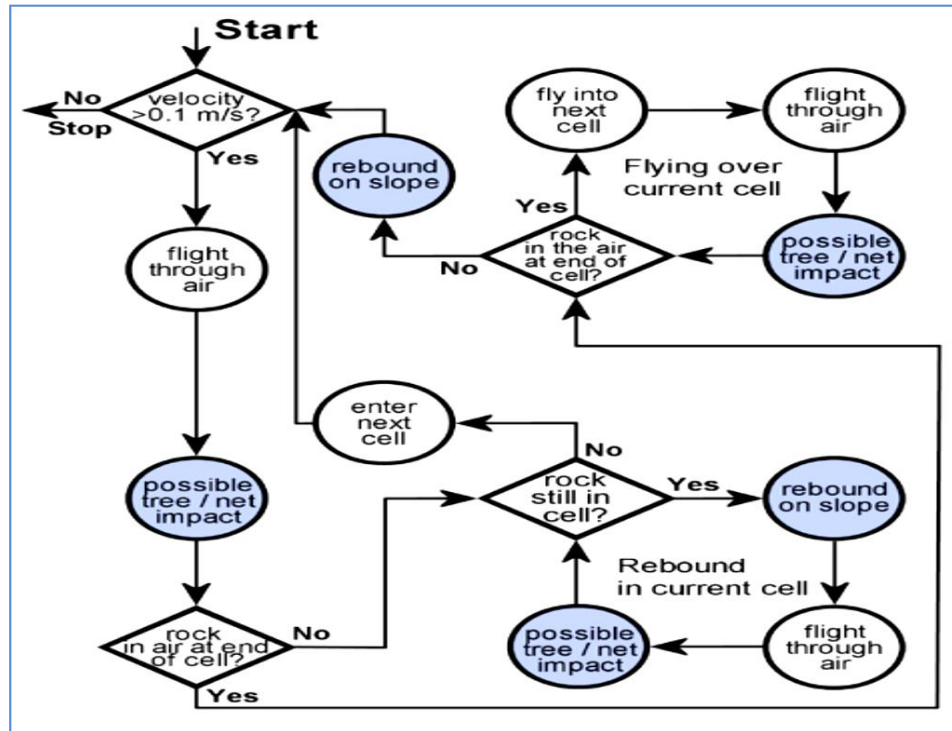 Start
velocity
>0.1 m/s?
No
Stop
Yes
flight
through
air
possible
tree / net
impact
rock
in air at end
of cell?
No
Yes
rebound
on slope
fly into
next
cell
flight
through
air
Flying over
current cell
possible
tree / net
impact
Yes
rock
in the air
at end of
cell?
No
enter
next
cell
No
rock
still in
cell?
Yes
rebound
on slope
Rebound
in current cell
flight
through
air
possible
tree / net
impact